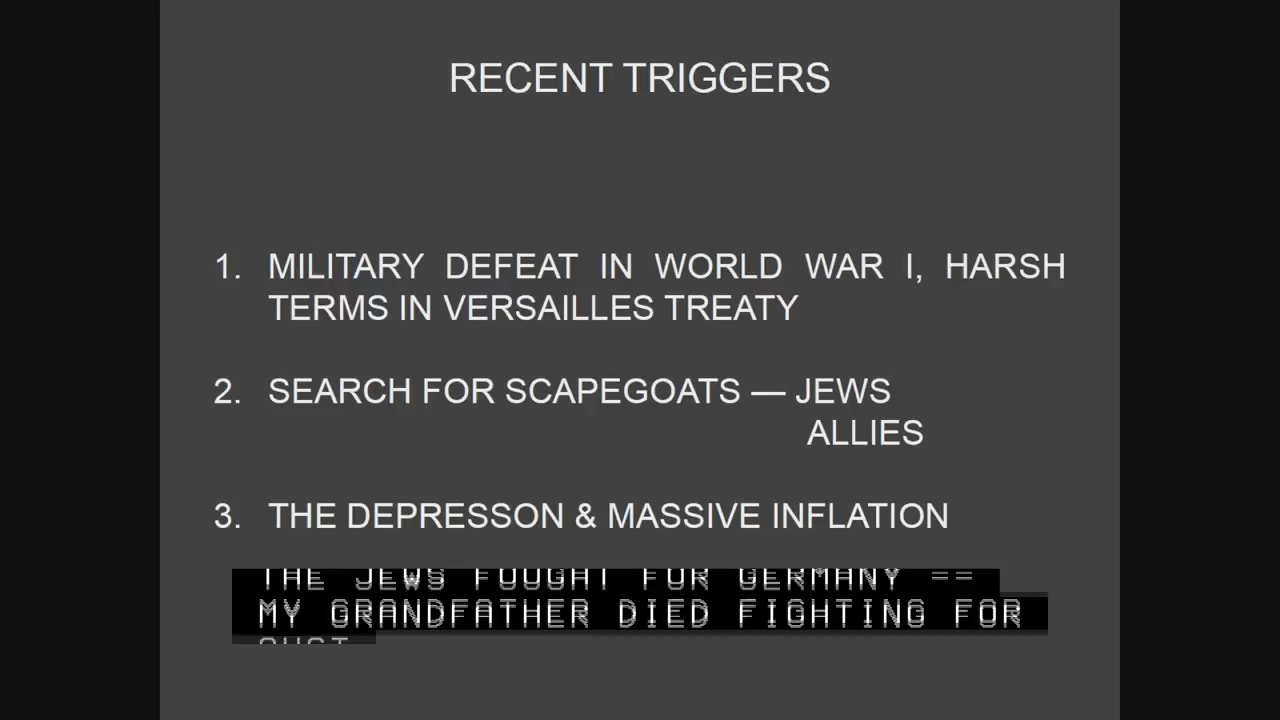 RECENT TRIGGERS
1. MILITARY DEFEAT IN WORLD WAR I, HARSH
TERMS IN VERSAILLES TREATY
2. SEARCH FOR SCAPEGOATS — JEWS
ALLIES
3. THE DEPRESSON & MASSIVE INFLATION
THE JEWS FOUGHT FOR GERMANY ==
MY GRANDFATHER DIED FIGHTING FOR